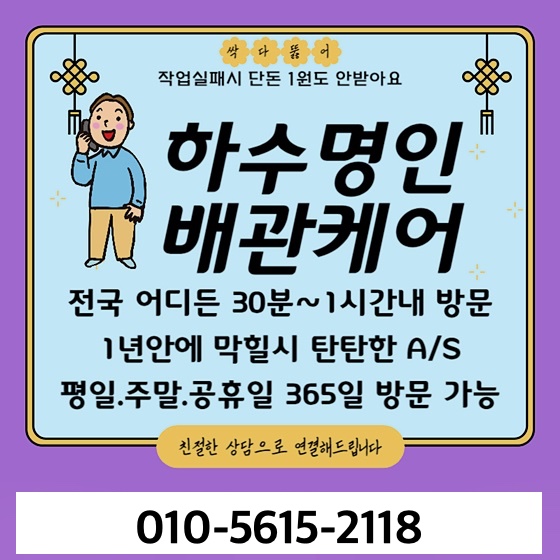 싹다뚫어
작업실패시 단돈 1원도 안받아요
하수명인
배관케어
전국 어디든 30분~1시간내 방문
1년안에 막힐시 탄탄한 A/S
평일.주말.공휴일 365일 방문 가능
친절한 상담으로 연결해드립니다
010-5615-2118